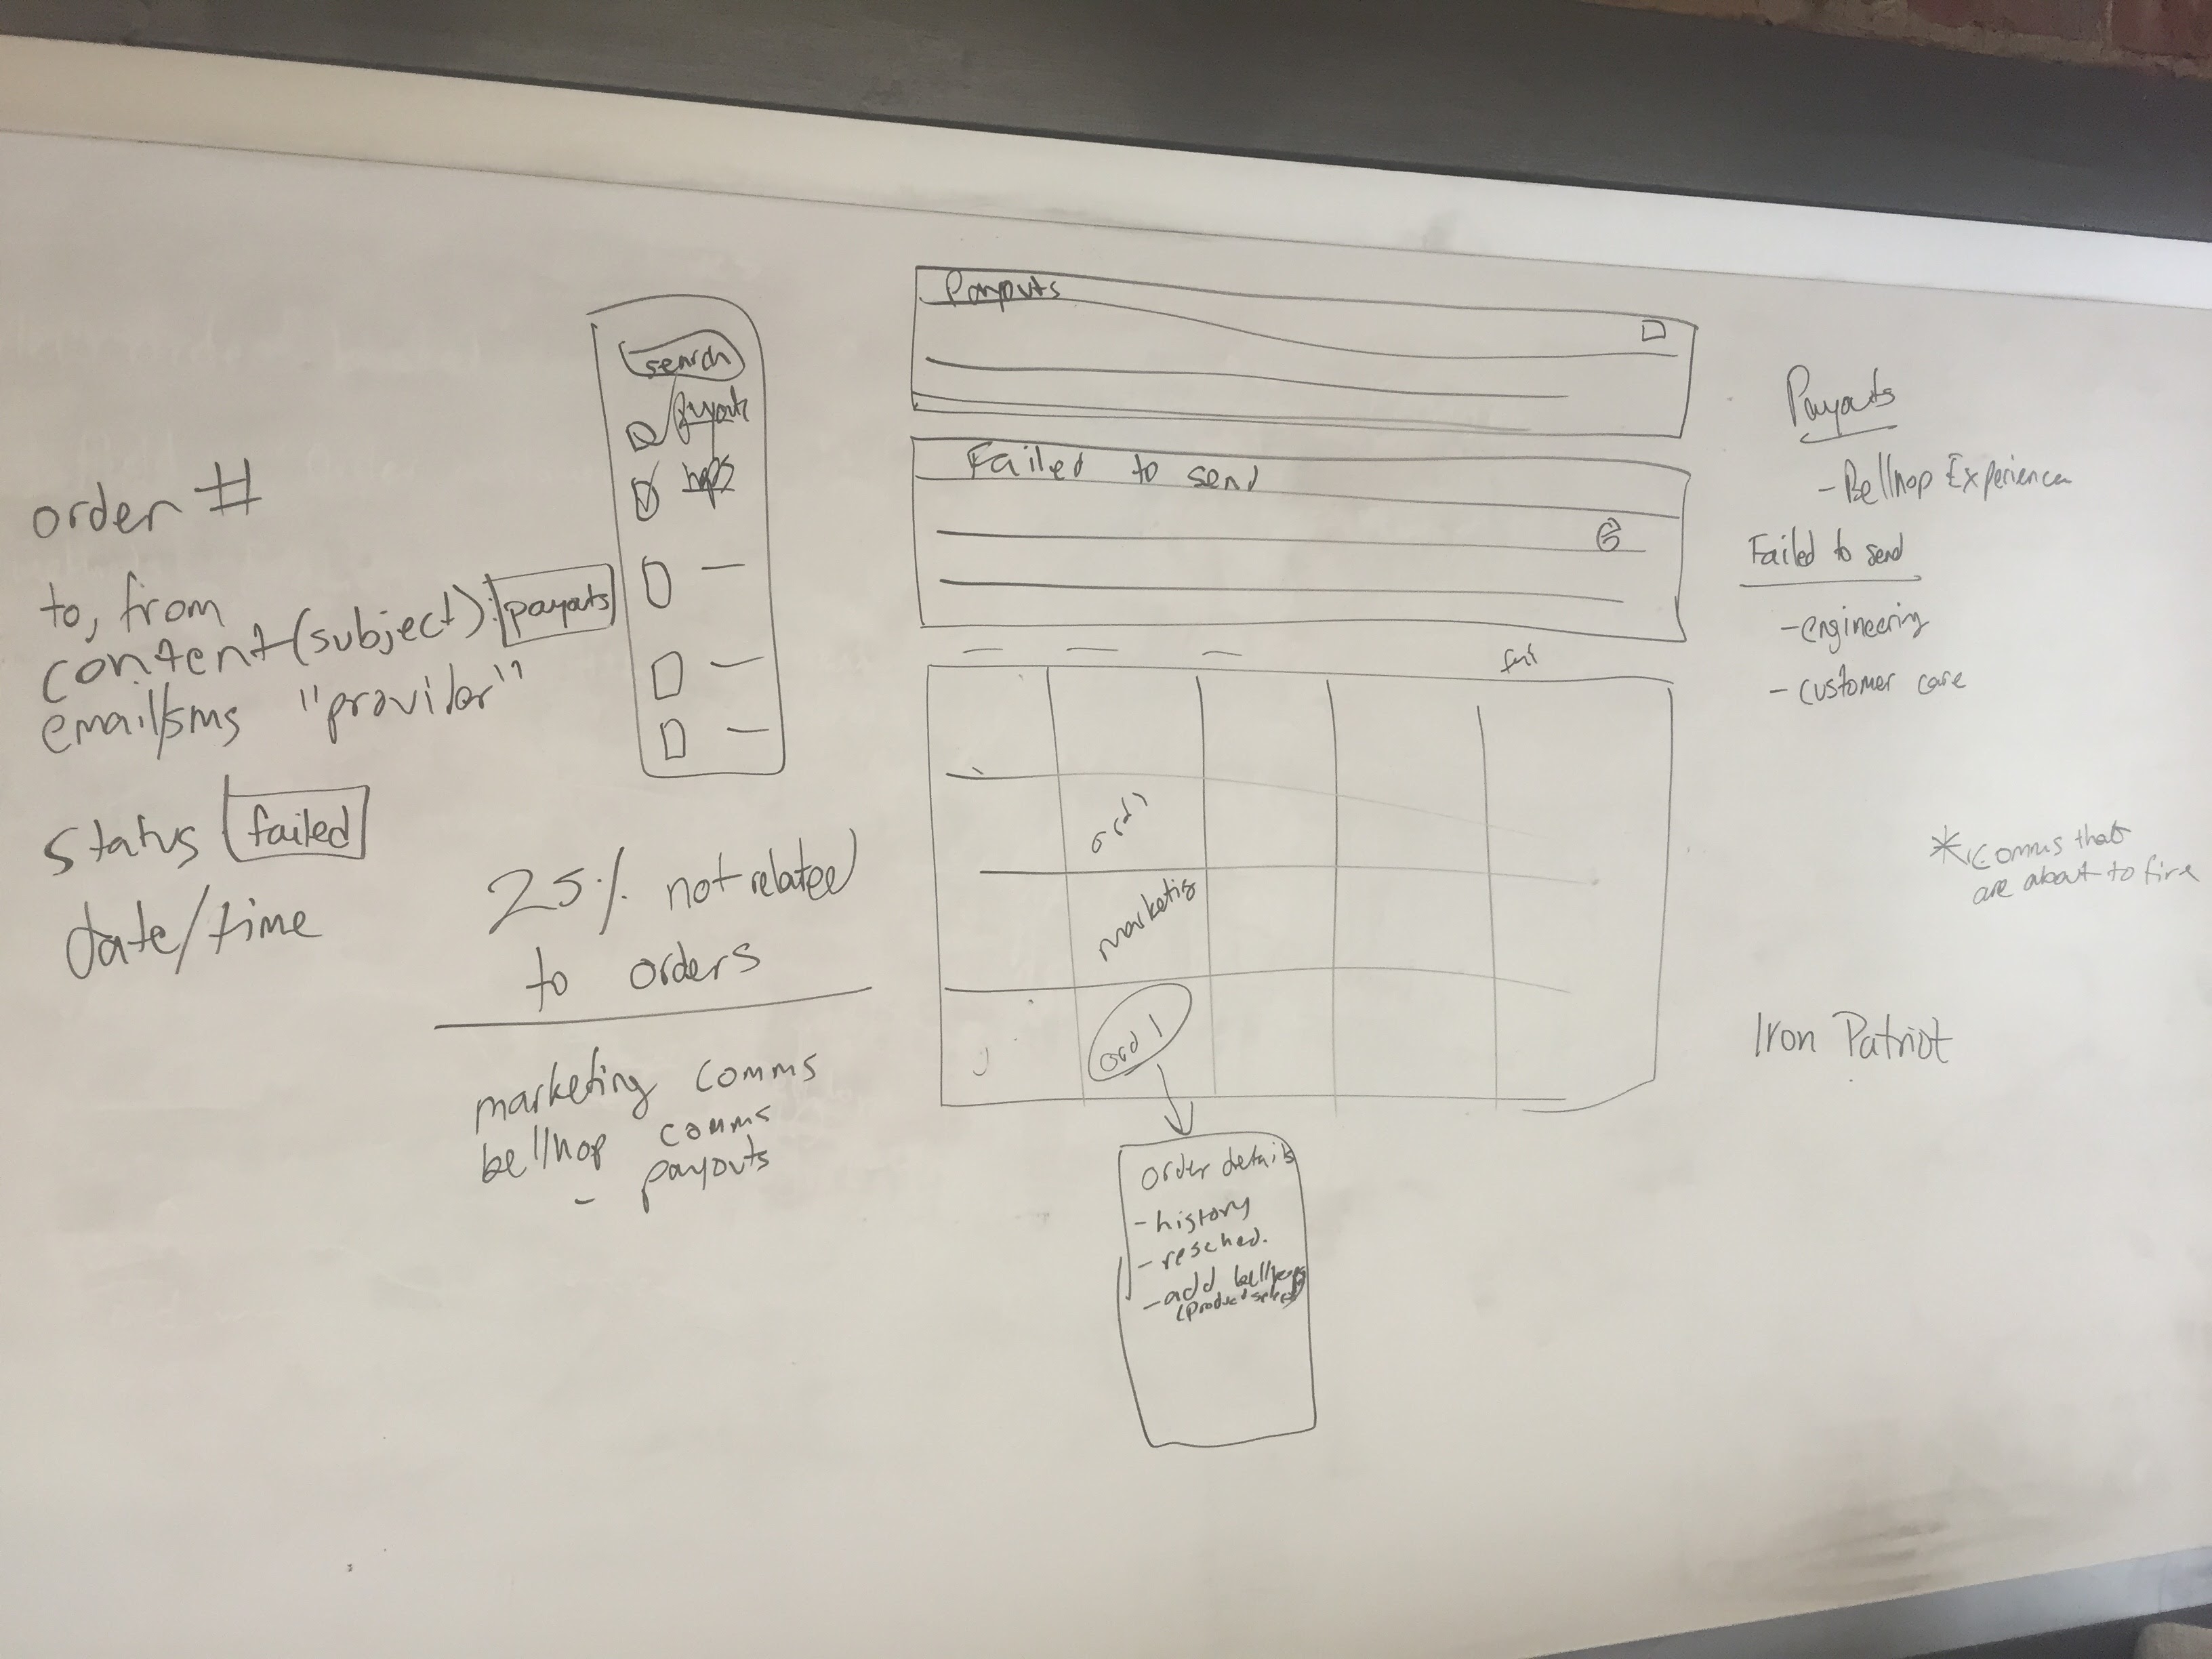 order #
to, from
content (subject): payouts
email/sms "provider"
status failed
date/time
search
payouts
hops
25% not related
to orders
marketing comms
bellhop comms
- payouts
Payouts
Failed to send
ord 1
order details
- history
- resched.
- add bellhops
(product select)
Payouts
- Bellhop Experience
Failed to send
- engineering
- customer care
* comms that
are about to fire
Iron Patriot